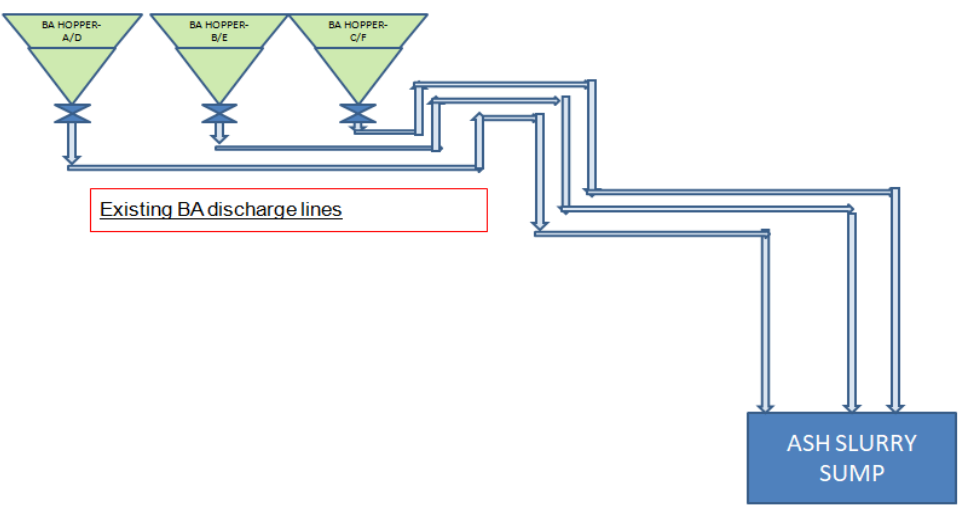 BA HOPPER-
A/D
BA HOPPER-
B/E
BA HOPPER-
C/F
Existing BA discharge lines
ASH SLURRY
SUMP